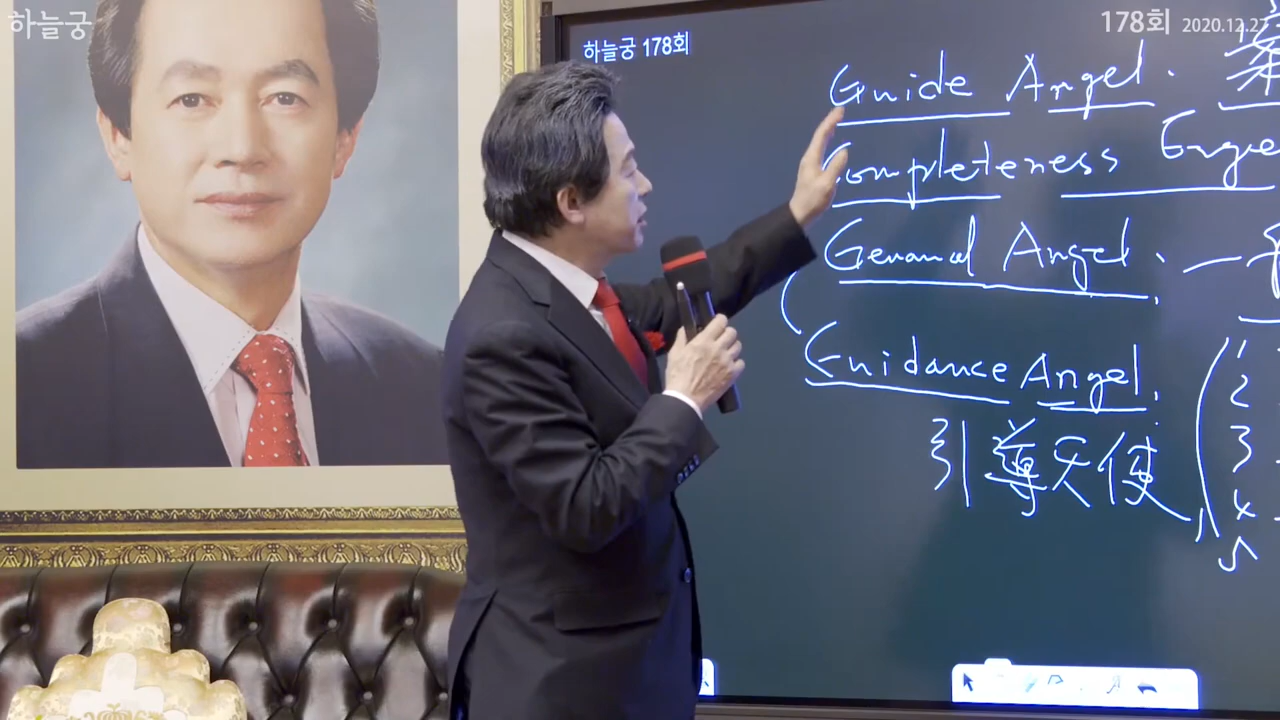 하늘궁
178회 2020.12.27
하늘궁 178회
Guide Angel.
Completeness
General Angel.
Guidance Angel.
引導天使
1
2
3
4
5